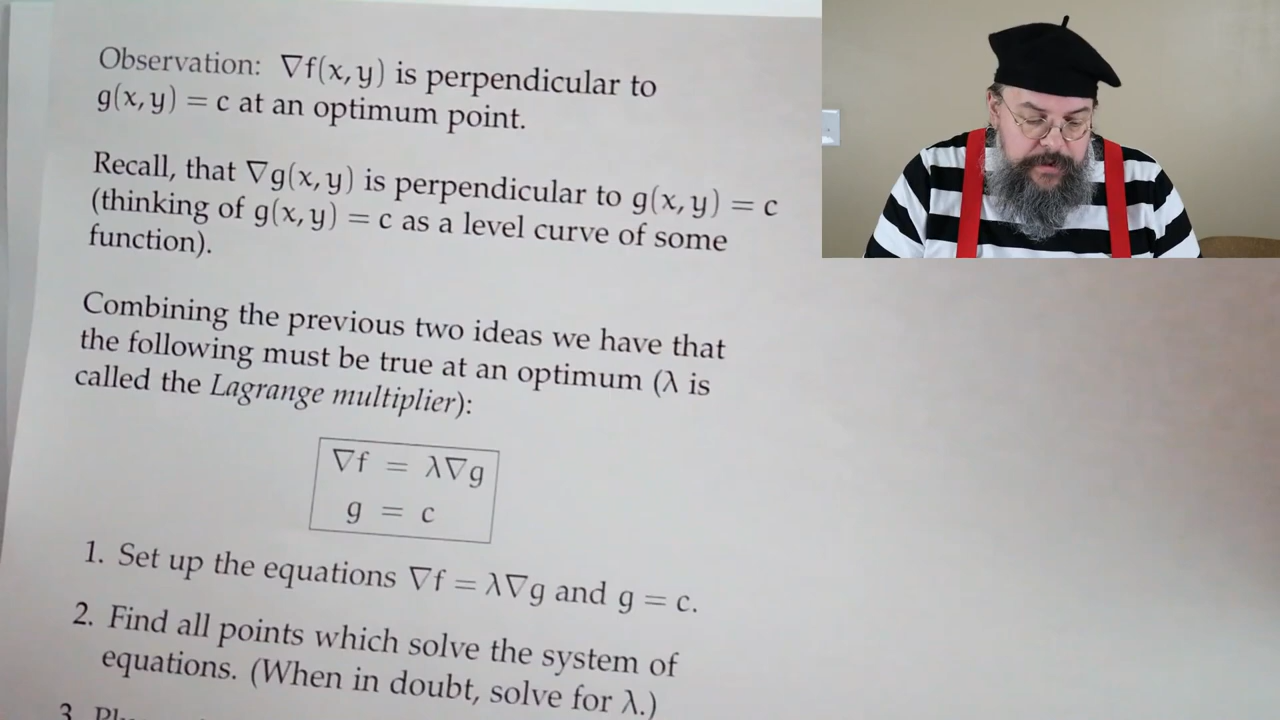 Observation: ∇f(x, y) is perpendicular to
g(x, y) = c at an optimum point.
Recall, that ∇g(x, y) is perpendicular to g(x, y) = c
(thinking of g(x, y) = c as a level curve of some
function).
Combining the previous two ideas we have that
the following must be true at an optimum (λ is
called the Lagrange multiplier):
∇f = λ∇g
g = c
1. Set up the equations ∇f = λ∇g and g = c.
2. Find all points which solve the system of
equations. (When in doubt, solve for λ.)
3.